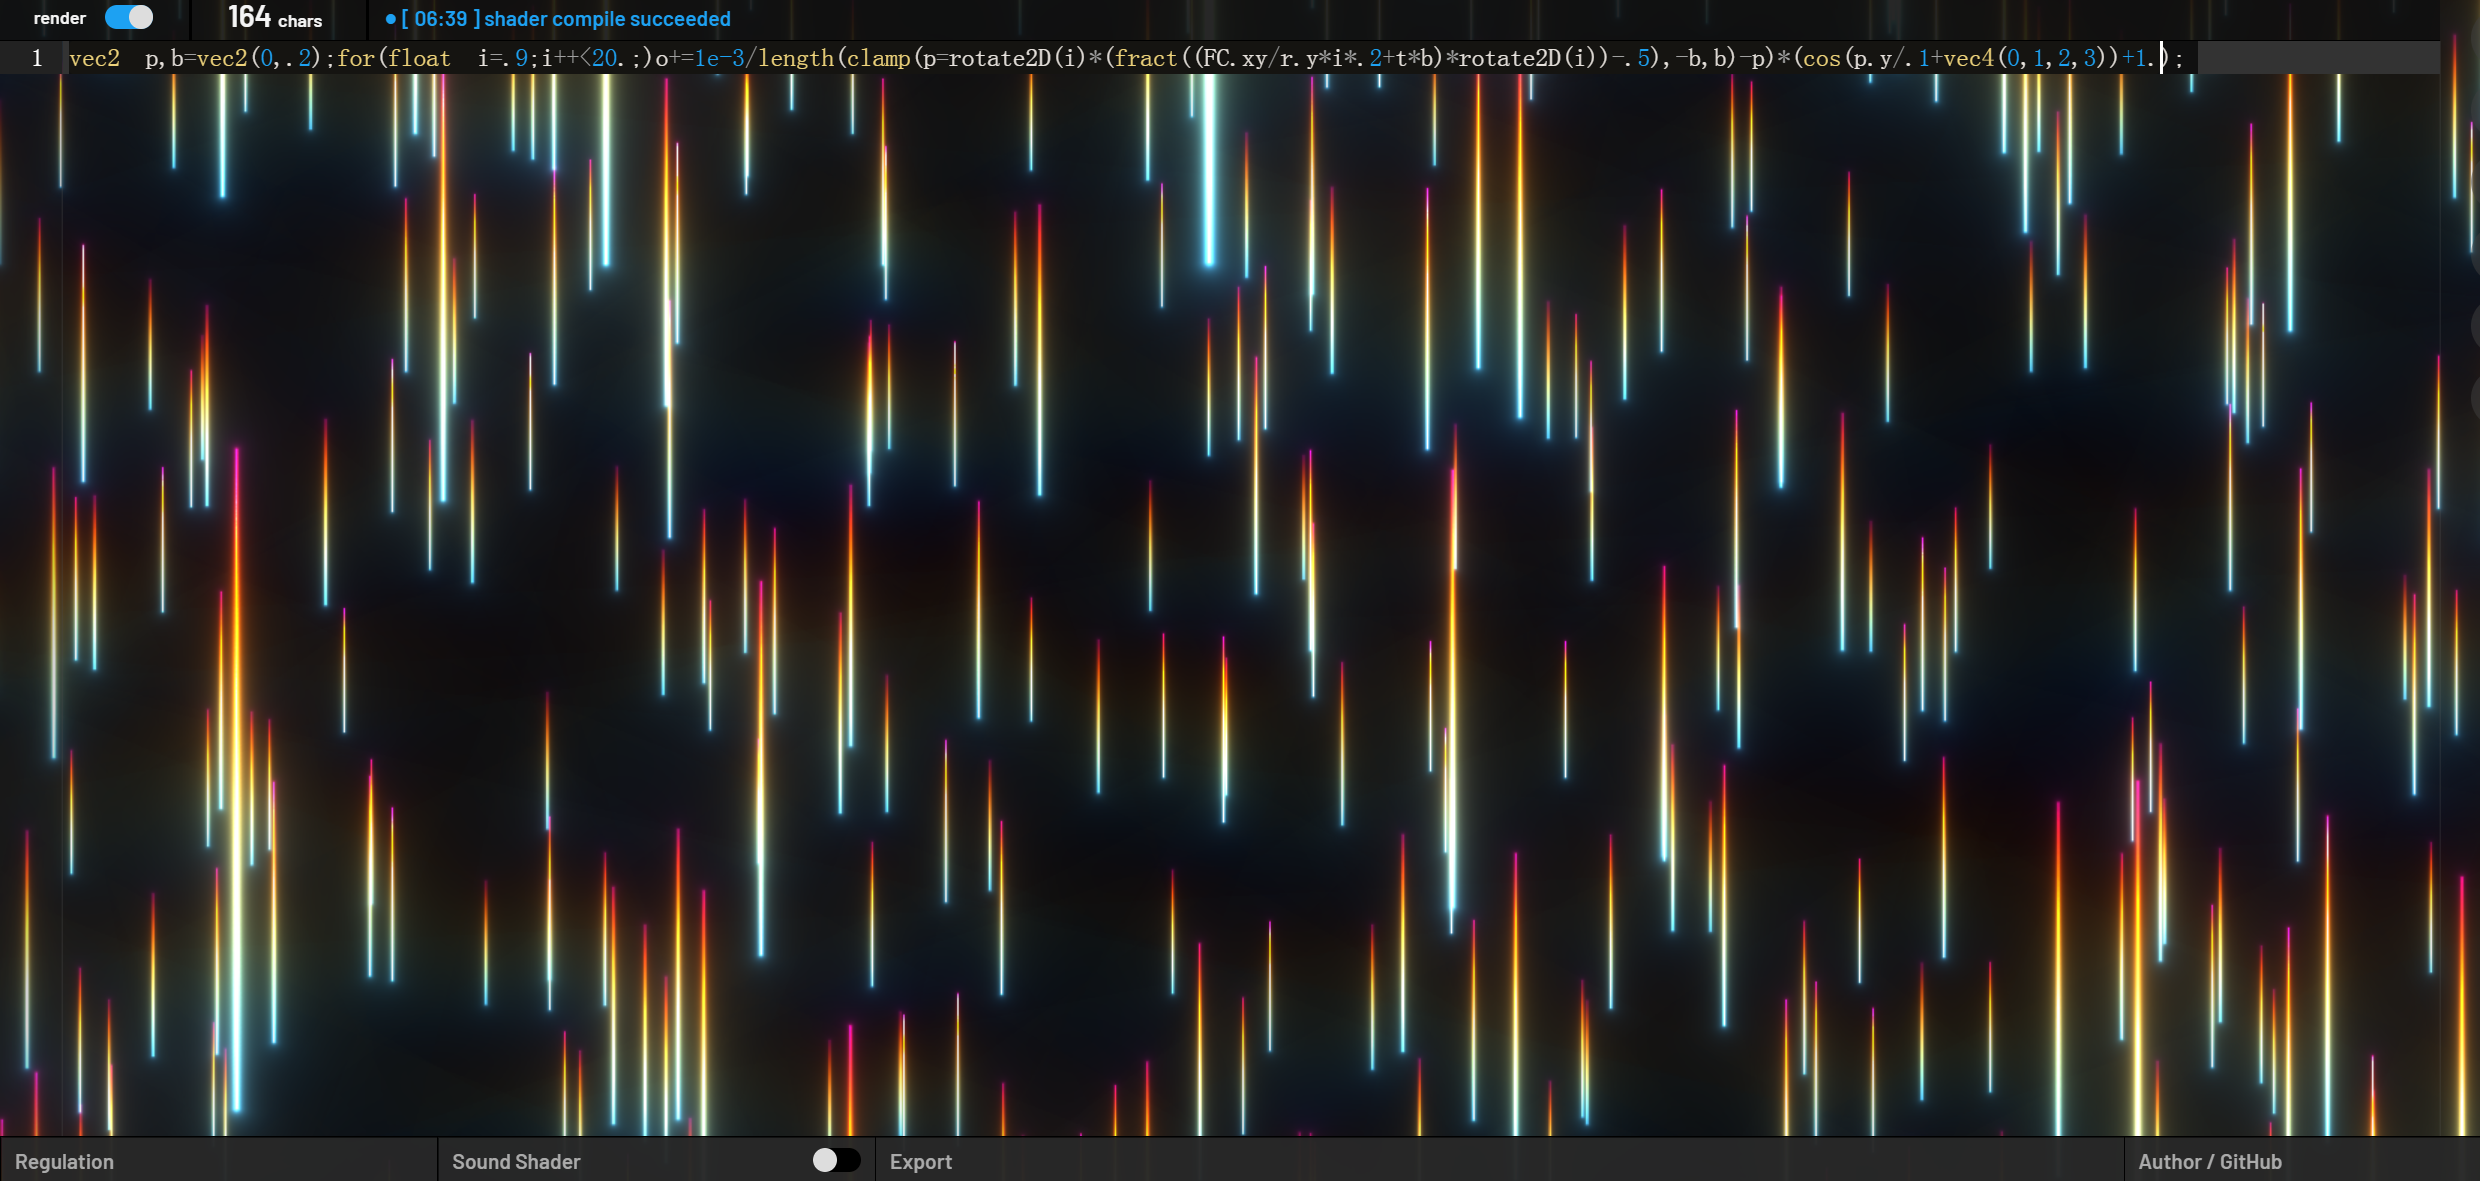 render 164 chars ● [ 06:39 ] shader compile succeeded
1 vec2 p,b=vec2(0,.2);for(float i=.9;i++<20.;)o+=1e-3/length(clamp(p=rotate2D(i)*(fract((FC.xy/r.y*i*.2+t*b)*rotate2D(i))-.5),-b,b)-p)*(cos(p.y/.1+vec4(0,1,2,3))+1.);
Regulation Sound Shader Export Author / GitHub